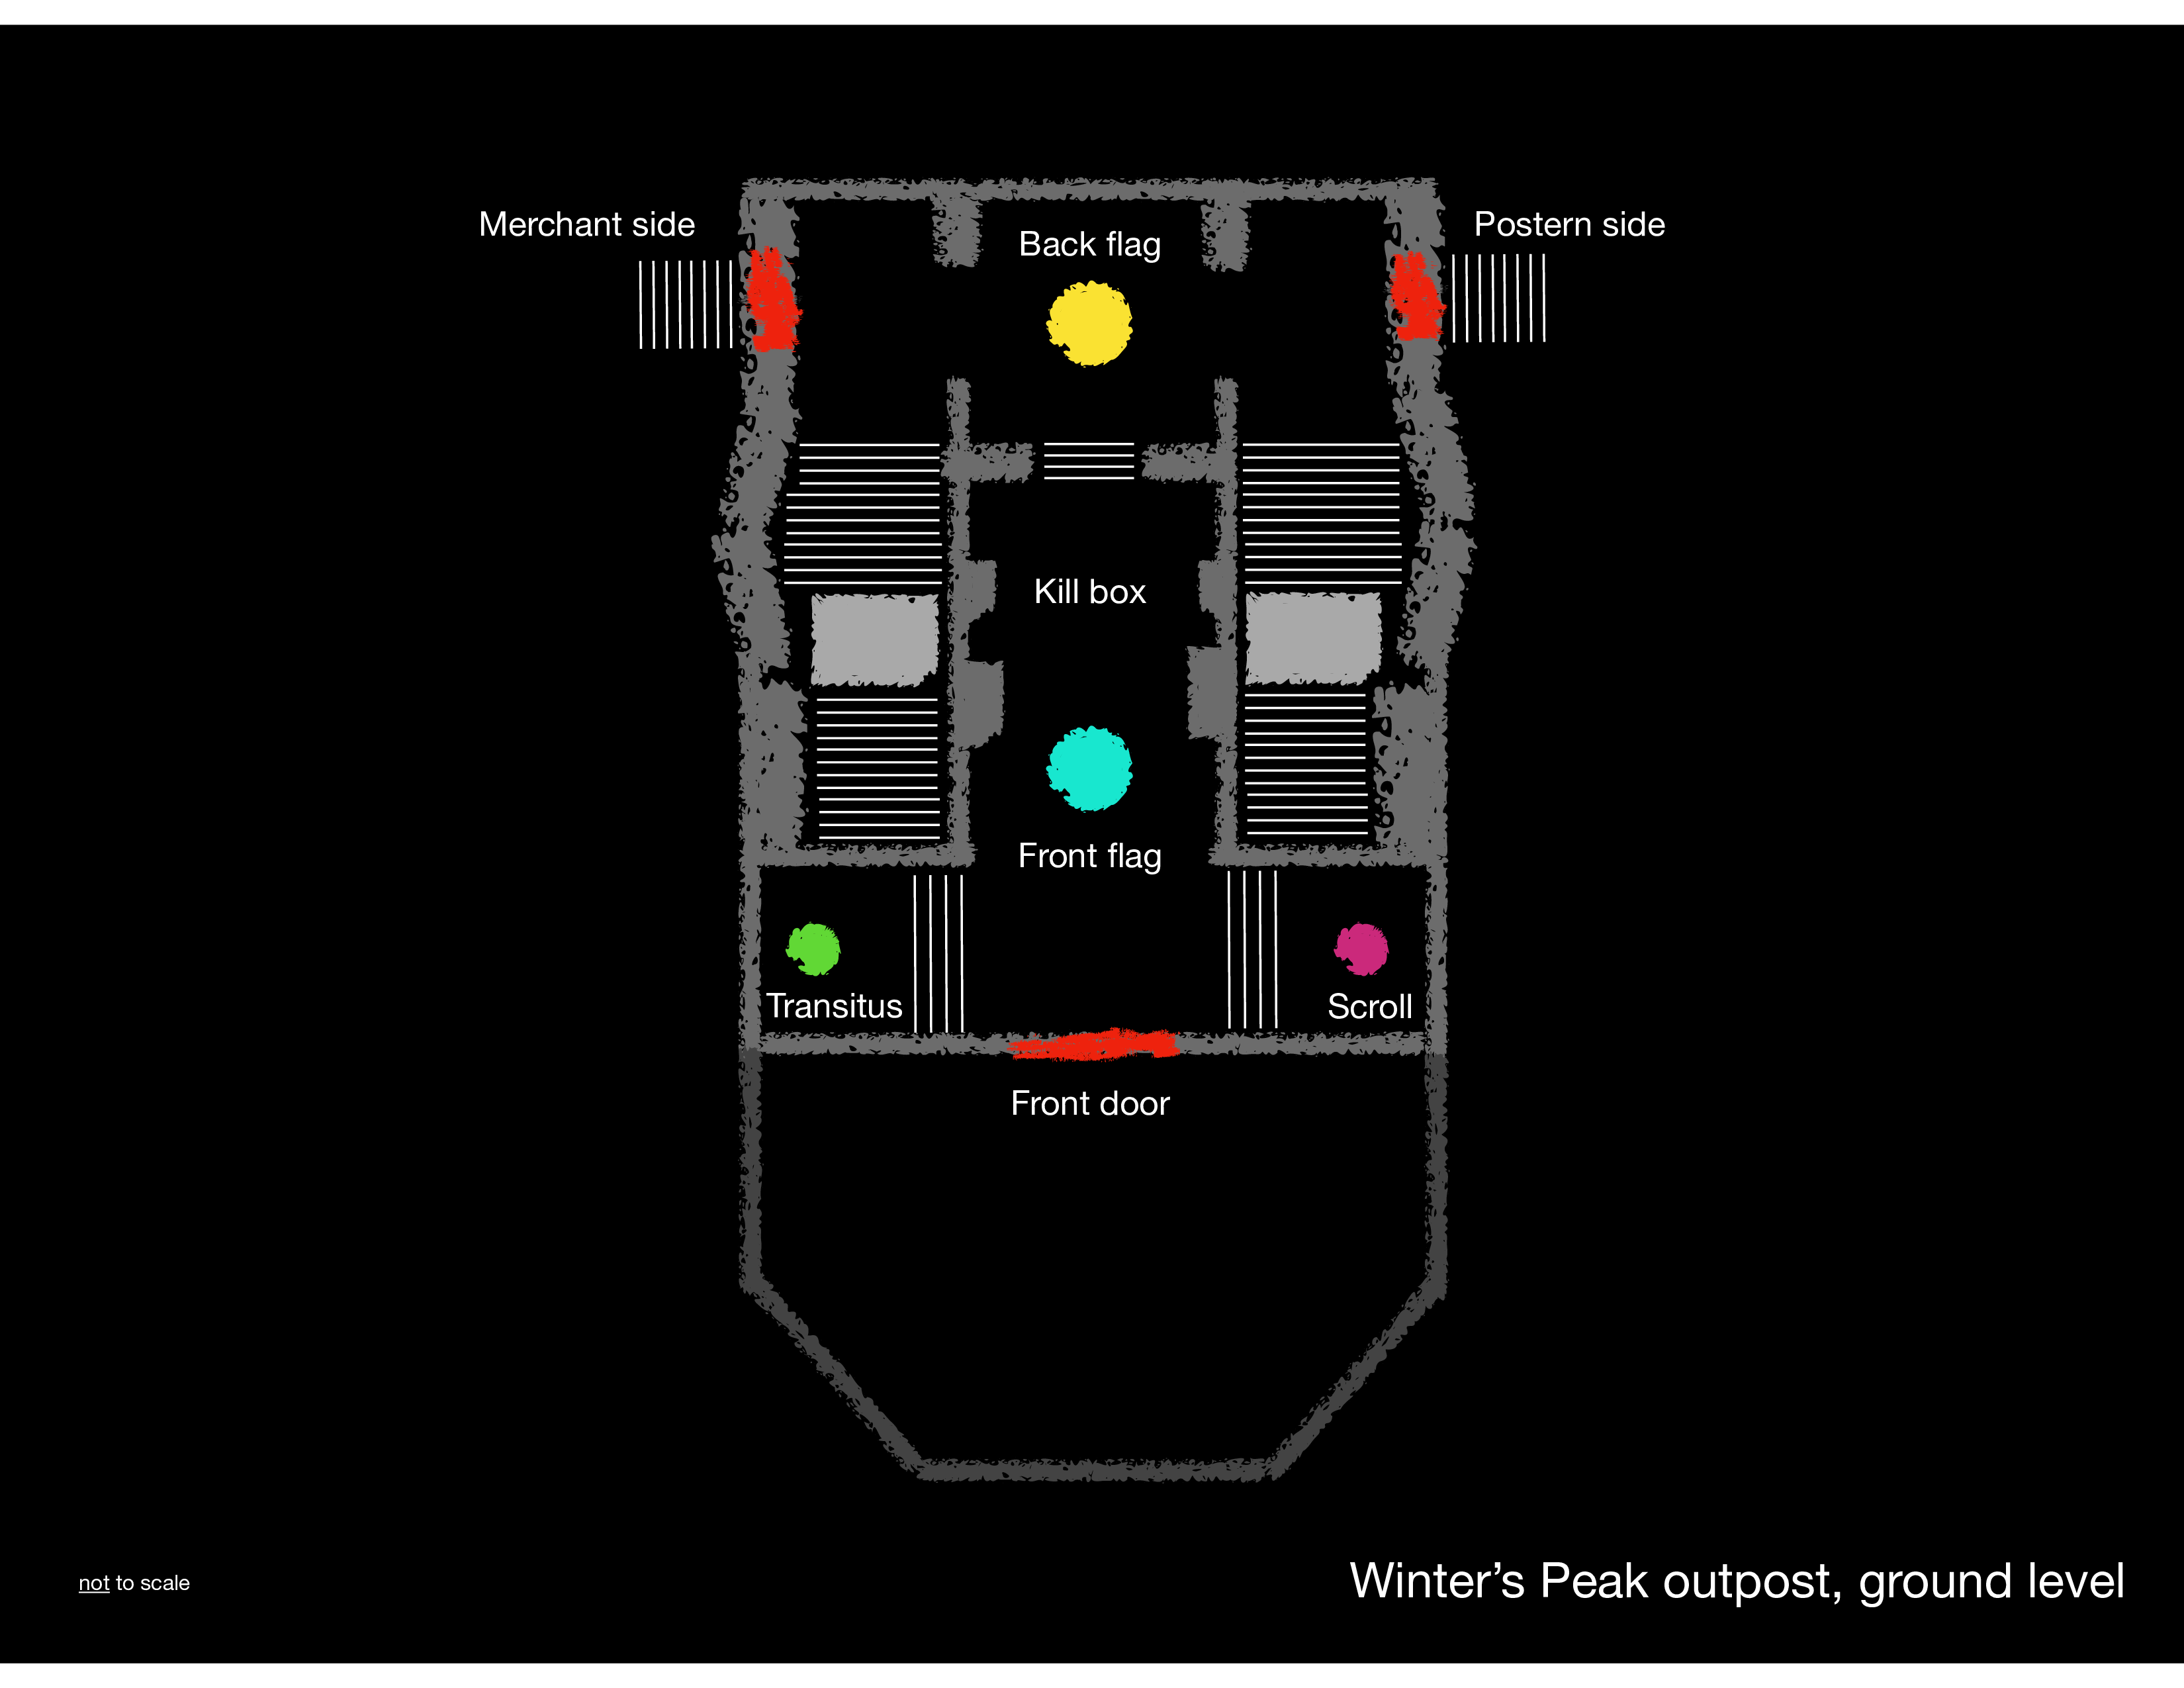 Merchant side
Postern side
Back flag
Kill box
Front flag
Transitus
Scroll
Front door
not to scale
Winter’s Peak outpost, ground level